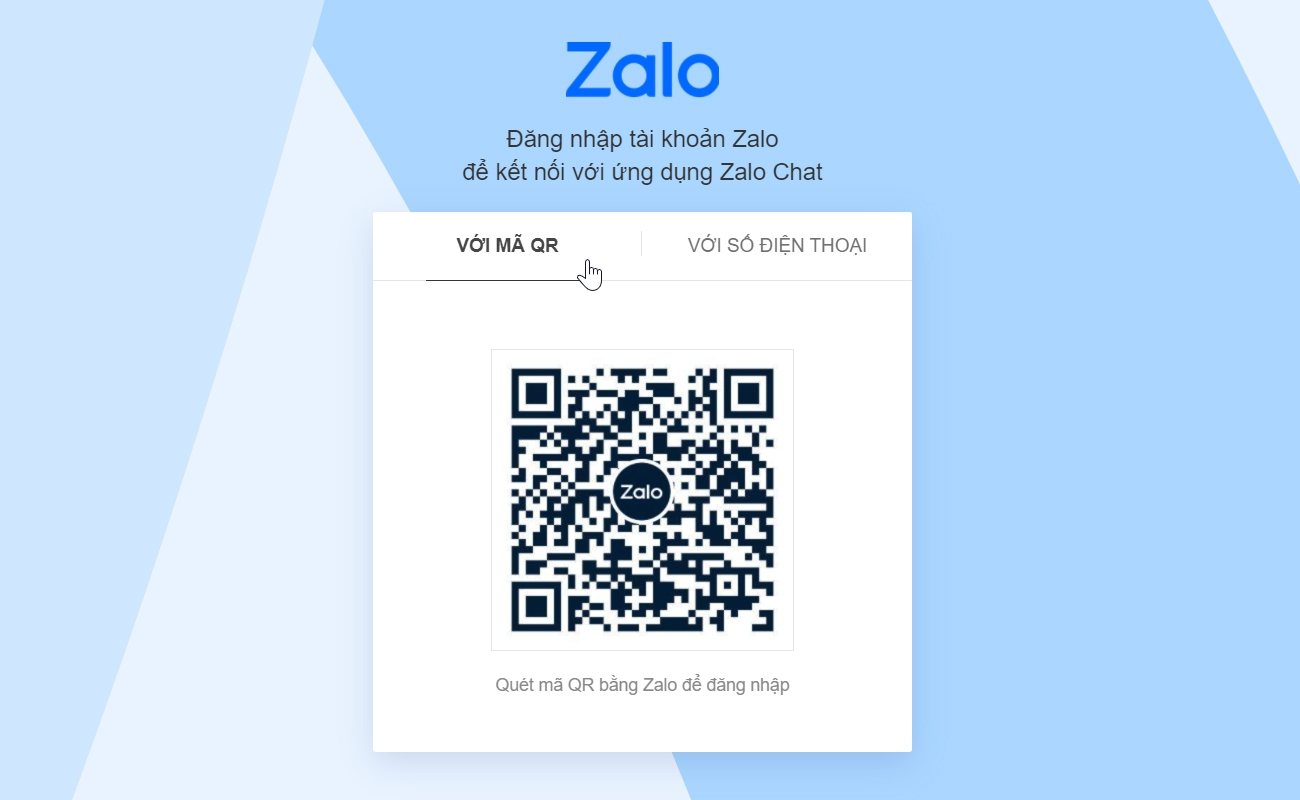 Zalo
Đăng nhập tài khoản Zalo
để kết nối với ứng dụng Zalo Chat
VỚI MÃ QR
VỚI SỐ ĐIỆN THOẠI
Zalo
Quét mã QR bằng Zalo để đăng nhập